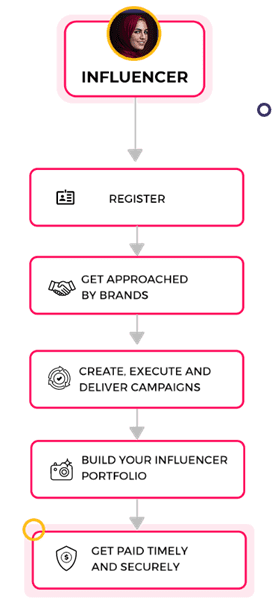 INFLUENCER
REGISTER
GET APPROACHED
BY BRANDS
CREATE, EXECUTE AND
DELIVER CAMPAIGNS
BUILD YOUR INFLUENCER
PORTFOLIO
GET PAID TIMELY
AND SECURELY